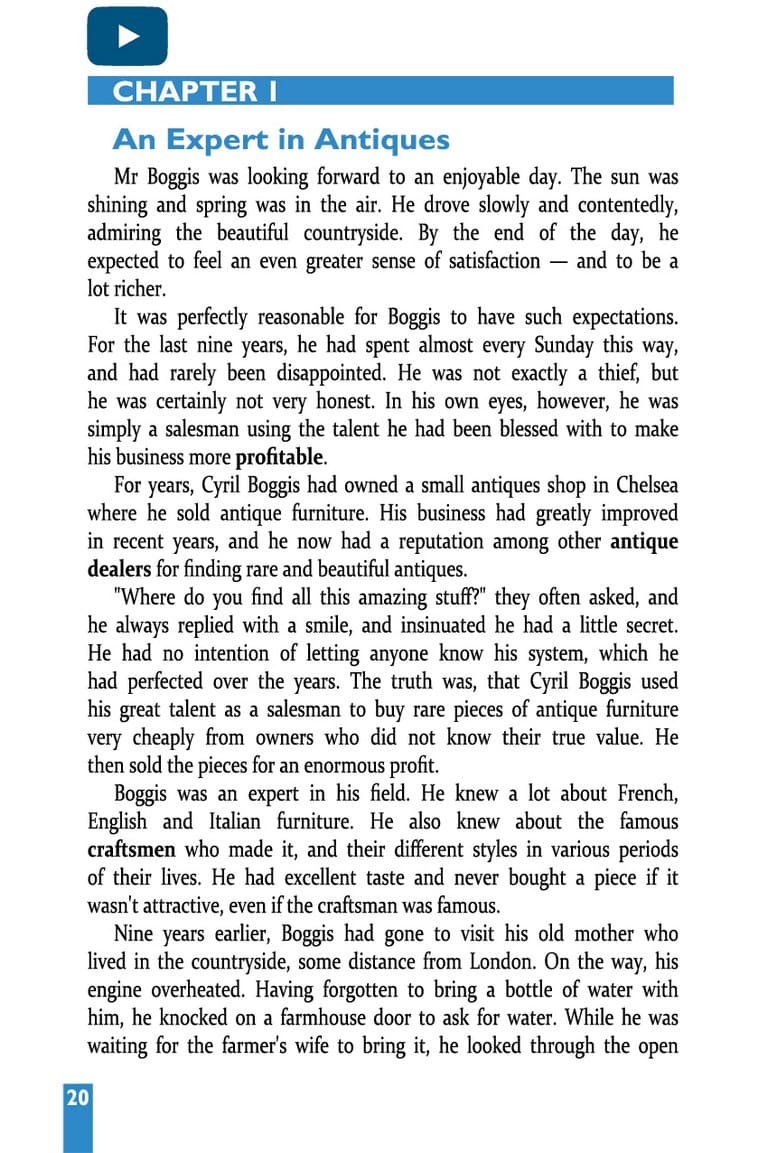 CHAPTER I
An Expert in Antiques
Mr Boggis was looking forward to an enjoyable day. The sun was
shining and spring was in the air. He drove slowly and contentedly,
admiring the beautiful countryside. By the end of the day, he
expected to feel an even greater sense of satisfaction — and to be a
lot richer.
It was perfectly reasonable for Boggis to have such expectations.
For the last nine years, he had spent almost every Sunday this way,
and had rarely been disappointed. He was not exactly a thief, but
he was certainly not very honest. In his own eyes, however, he was
simply a salesman using the talent he had been blessed with to make
his business more profitable.
For years, Cyril Boggis had owned a small antiques shop in Chelsea
where he sold antique furniture. His business had greatly improved
in recent years, and he now had a reputation among other antique
dealers for finding rare and beautiful antiques.
"Where do you find all this amazing stuff?" they often asked, and
he always replied with a smile, and insinuated he had a little secret.
He had no intention of letting anyone know his system, which he
had perfected over the years. The truth was, that Cyril Boggis used
his great talent as a salesman to buy rare pieces of antique furniture
very cheaply from owners who did not know their true value. He
then sold the pieces for an enormous profit.
Boggis was an expert in his field. He knew a lot about French,
English and Italian furniture. He also knew about the famous
craftsmen who made it, and their different styles in various periods
of their lives. He had excellent taste and never bought a piece if it
wasn't attractive, even if the craftsman was famous.
Nine years earlier, Boggis had gone to visit his old mother who
lived in the countryside, some distance from London. On the way, his
engine overheated. Having forgotten to bring a bottle of water with
him, he knocked on a farmhouse door to ask for water. While he was
waiting for the farmer's wife to bring it, he looked through the open
20